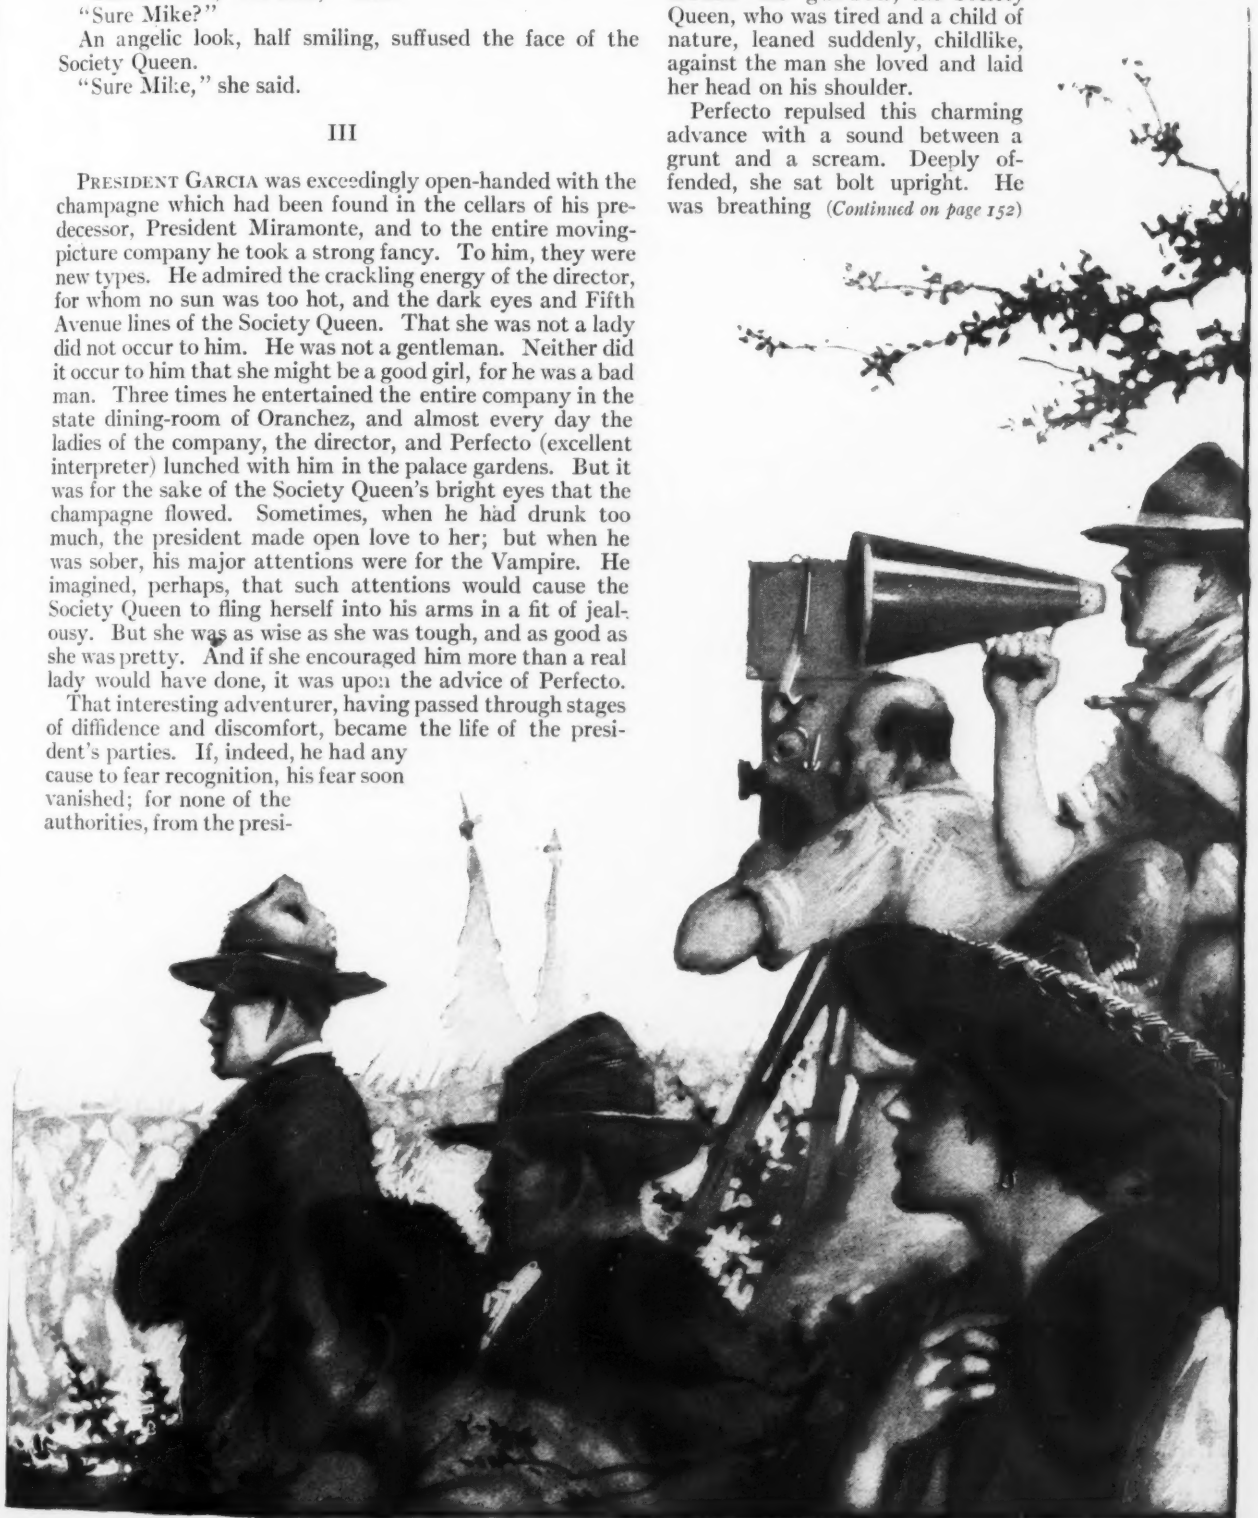 “Sure Mike?”
An angelic look, half smiling, suffused the face of the
Society Queen.
“Sure Mike,” she said.
III
PRESIDENT GARCIA was exceedingly open-handed with the
champagne which had been found in the cellars of his pre-
decessor, President Miramonte, and to the entire moving-
picture company he took a strong fancy. To him, they were
new types. He admired the crackling energy of the director,
for whom no sun was too hot, and the dark eyes and Fifth
Avenue lines of the Society Queen. That she was not a lady
did not occur to him. He was not a gentleman. Neither did
it occur to him that she might be a good girl, for he was a bad
man. Three times he entertained the entire company in the
state dining-room of Oranchez, and almost every day the
ladies of the company, the director, and Perfecto (excellent
interpreter) lunched with him in the palace gardens. But it
was for the sake of the Society Queen’s bright eyes that the
champagne flowed. Sometimes, when he had drunk too
much, the president made open love to her; but when he
was sober, his major attentions were for the Vampire. He
imagined, perhaps, that such attentions would cause the
Society Queen to fling herself into his arms in a fit of jeal-
ousy. But she was as wise as she was tough, and as good as
she was pretty. And if she encouraged him more than a real
lady would have done, it was upon the advice of Perfecto.
That interesting adventurer, having passed through stages
of diffidence and discomfort, became the life of the presi-
dent’s parties. If, indeed, he had any
cause to fear recognition, his fear soon
vanished; for none of the
authorities, from the presi-
Queen, who was tired and a child of
nature, leaned suddenly, childlike,
against the man she loved and laid
her head on his shoulder.
Perfecto repulsed this charming
advance with a sound between a
grunt and a scream. Deeply of-
fended, she sat bolt upright. He
was breathing (Continued on page 152)